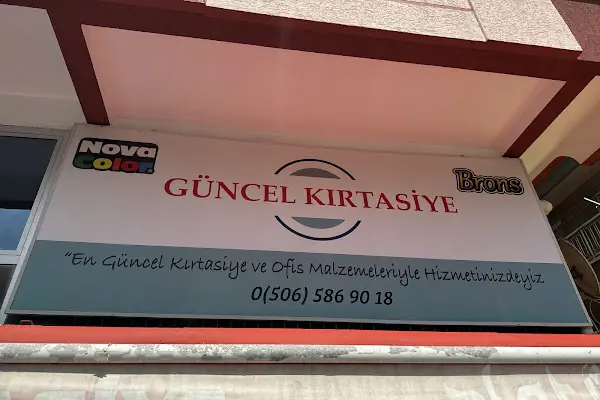 Nova
Color
GÜNCEL KIRTASİYE
Brons
"En Güncel Kırtasiye ve Ofis Malzemeleriyle Hizmetinizdeyiz
0(506) 586 90 18